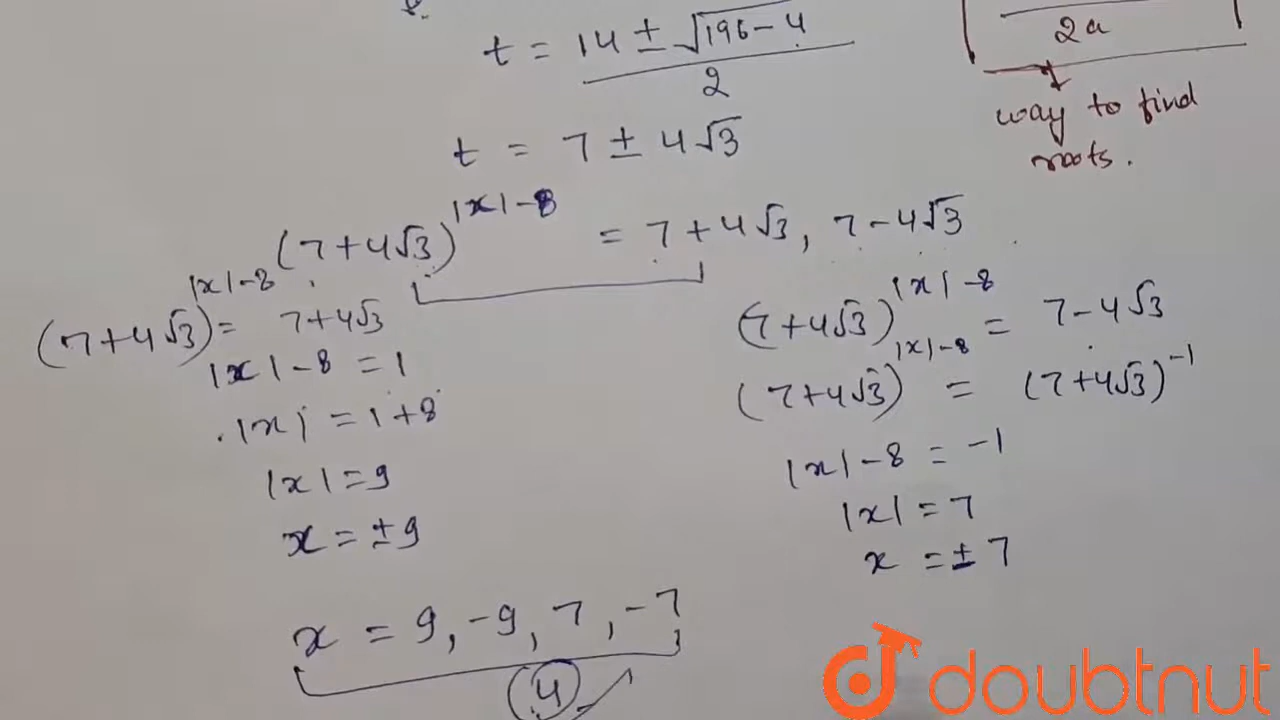 t = 14 ± √196 - 4
2
2a
way to find
roots.
t = 7 ± 4√3
(7+4√3)^|x|-8 = 7+4√3, 7-4√3
(7+4√3)^|x|-8 = 7+4√3
|x|-8 = 1
|x| = 1+8
|x| = 9
x = ±9
(7+4√3)^|x|-8 = 7-4√3
(7+4√3)^|x|-8 = (7+4√3)^-1
|x|-8 = -1
|x| = 7
x = ±7
x = 9, -9, 7, -7
4
doubtnut